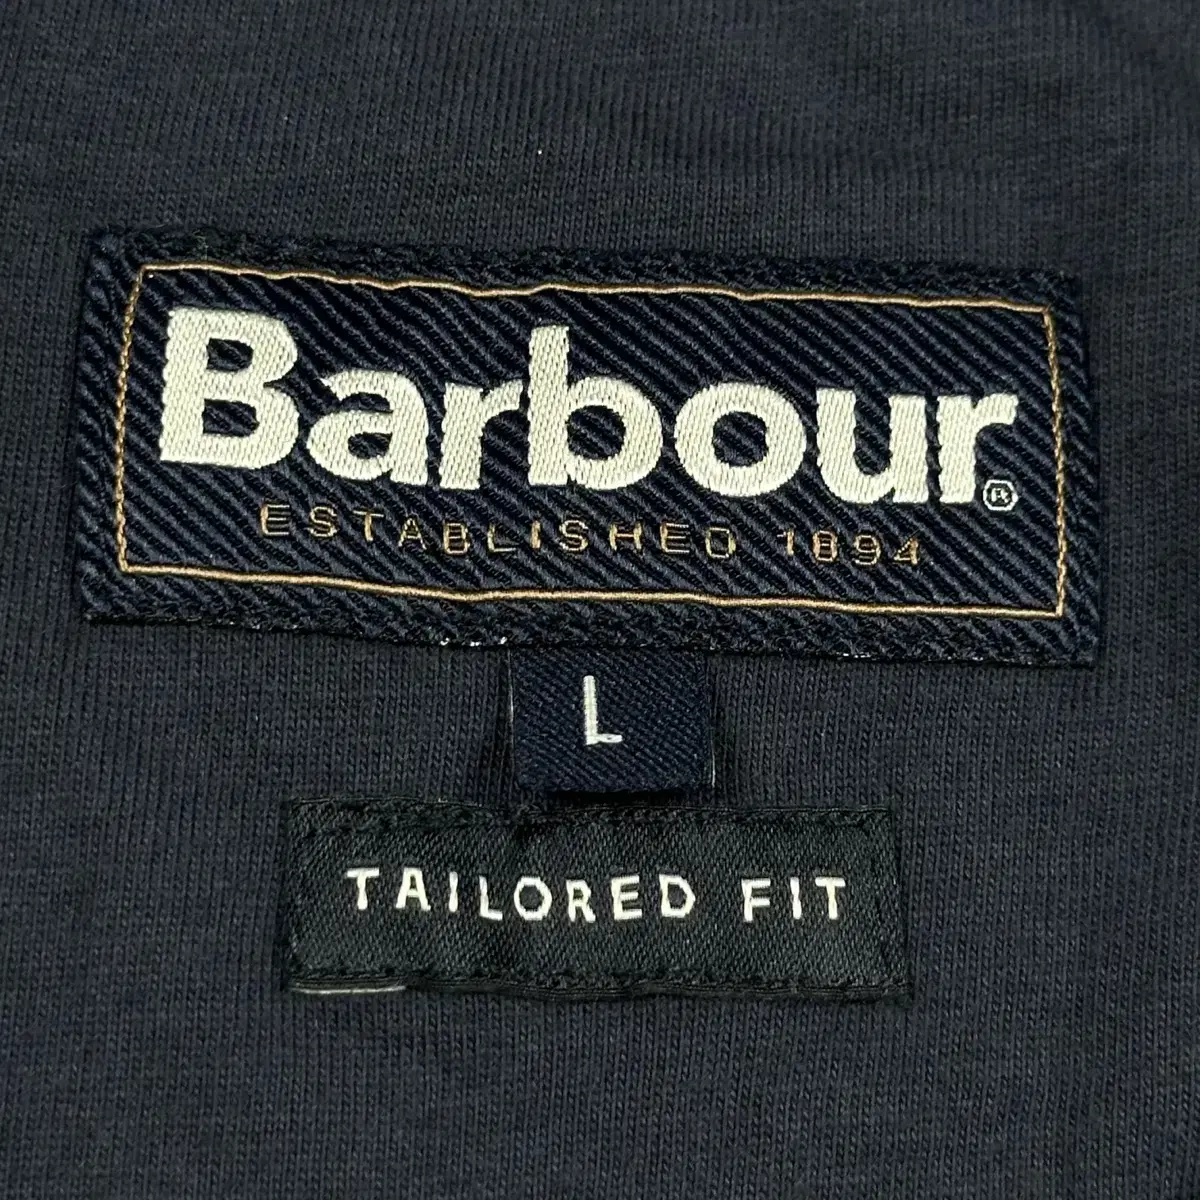 Barbour®
ESTABLISHED 1894
L
TAILORED FIT